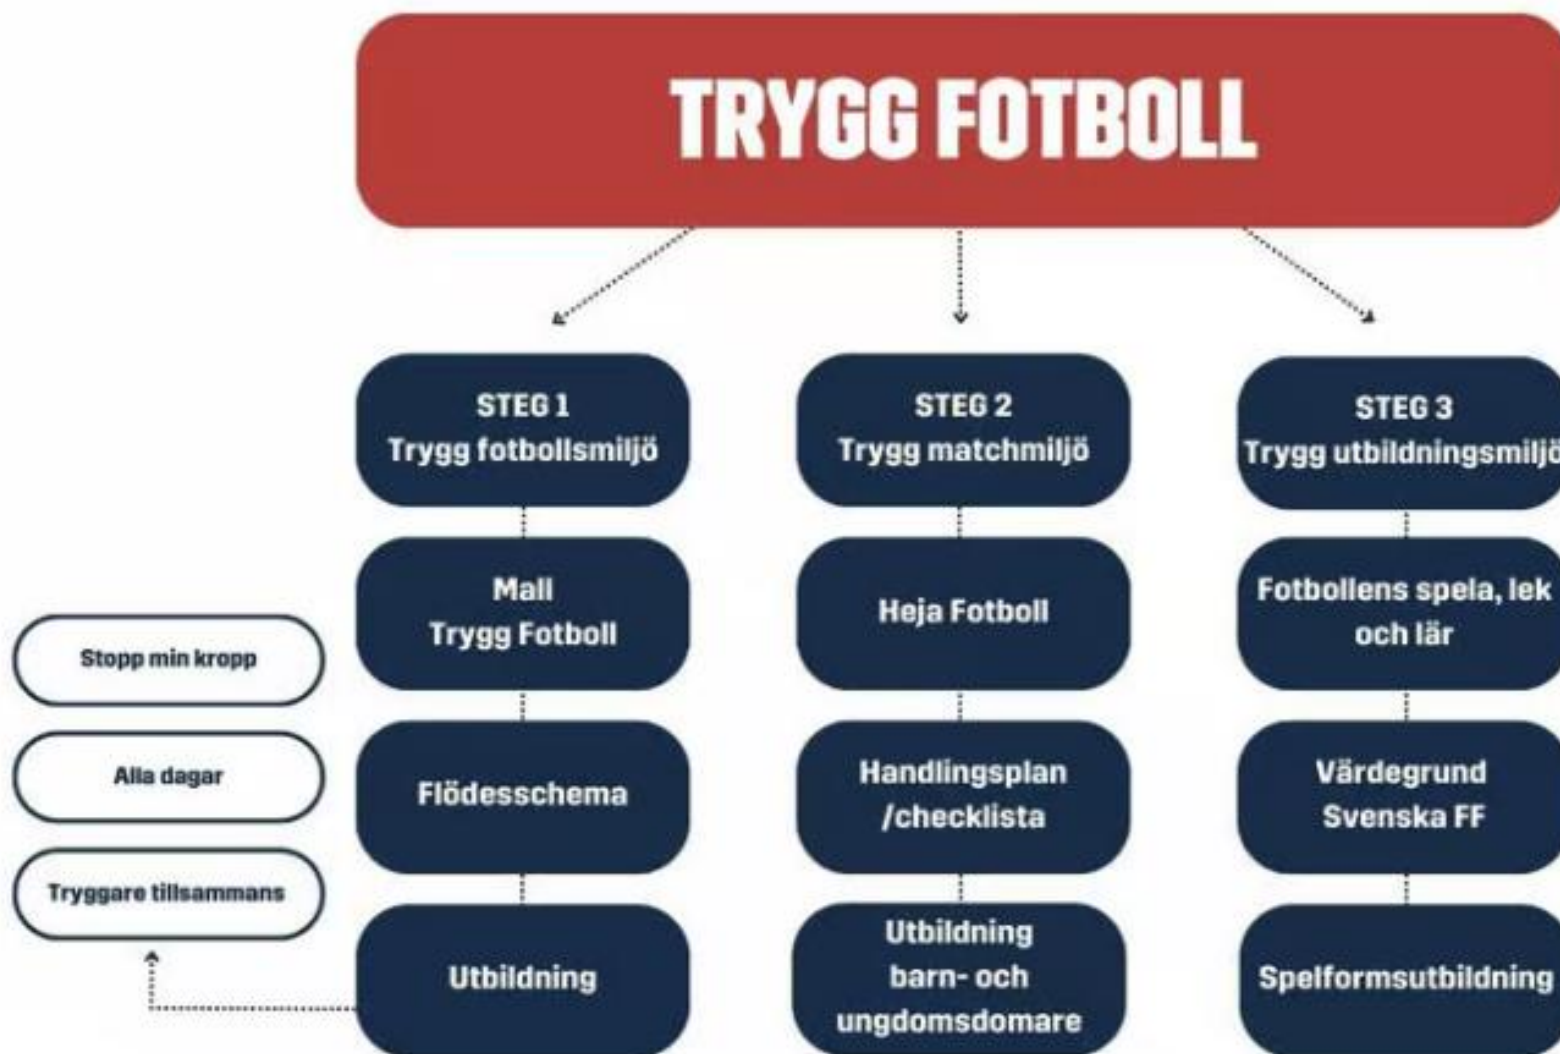 TRYGG FOTBOLL
STEG 1
Trygg fotbollsmiljö
Mall
Trygg Fotboll
Flödesschema
Utbildning
Stopp min kropp
Alla dagar
Tryggare tillsammans
STEG 2
Trygg matchmiljö
Heja Fotboll
Handlingsplan
/checklista
Utbildning
barn- och
ungdomsdomare
STEG 3
Trygg utbildningsmiljö
Fotbollens spela, lek
och lär
Värdegrund
Svenska FF
Spelformsutbildning